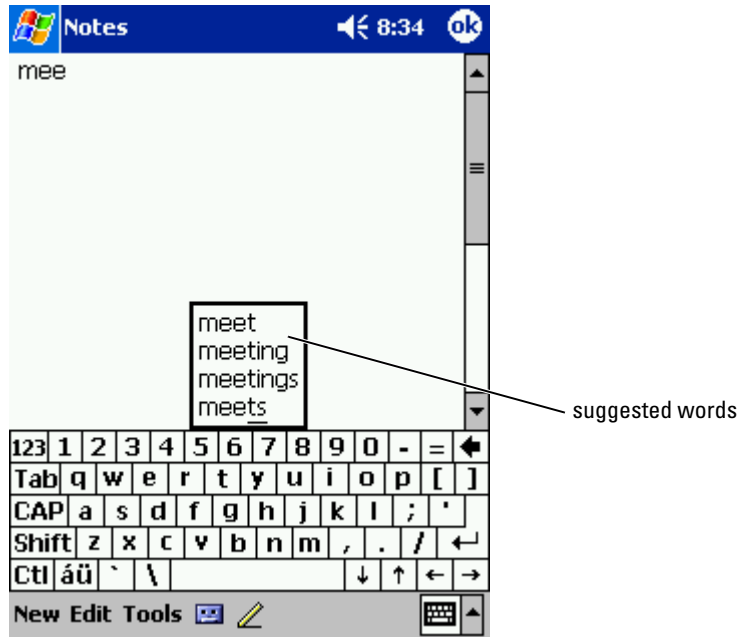 Notes 8:34 ok
mee
meet
meeting
meetings
meets
suggested words
123 1 2 3 4 5 6 7 8 9 0 - =
Tab q w e r t y u i o p [ ]
CAP a s d f g h j k l ; '
Shift z x c v b n m , . /
Ctl áü ` \ ↓ ↑ ← →
New Edit Tools